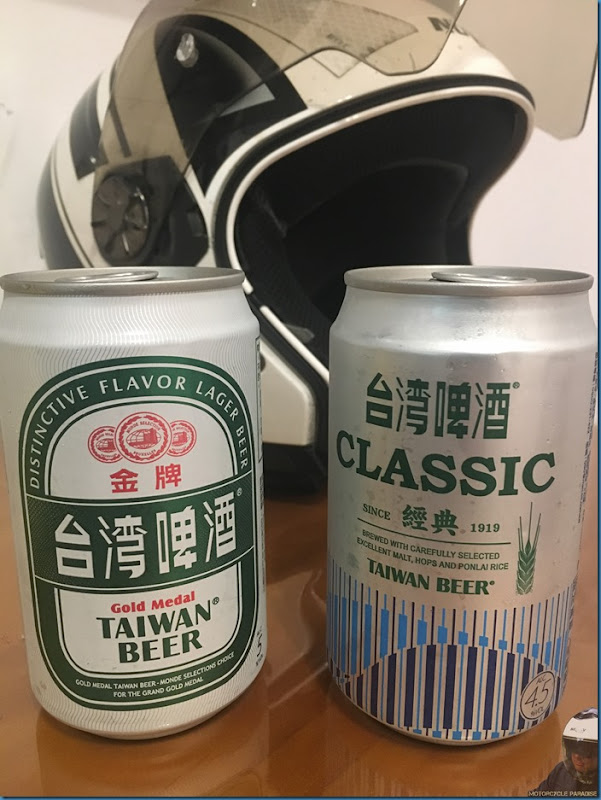 DISTINCTIVE FLAVOR LAGER BEER
金牌
台湾啤酒®
Gold Medal
TAIWAN®
BEER
GOLD MEDAL TAIWAN BEER - MONDE SELECTIONS CHOICE
FOR THE GRAND GOLD MEDAL
台湾啤酒®
CLASSIC
SINCE 經典 1919
BREWED WITH CAREFULLY SELECTED
EXCELLENT MALT, HOPS AND PONLAI RICE
TAIWAN BEER®
ALC
4.5
MOTORCYCLE PARADISE